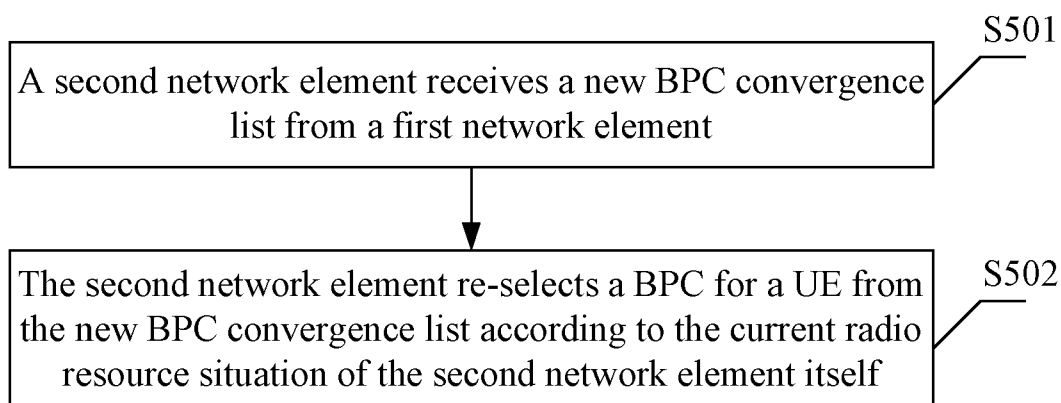 S501
A second network element receives a new BPC convergence
list from a first network element
S502
The second network element re-selects a BPC for a UE from
the new BPC convergence list according to the current radio
resource situation of the second network element itself